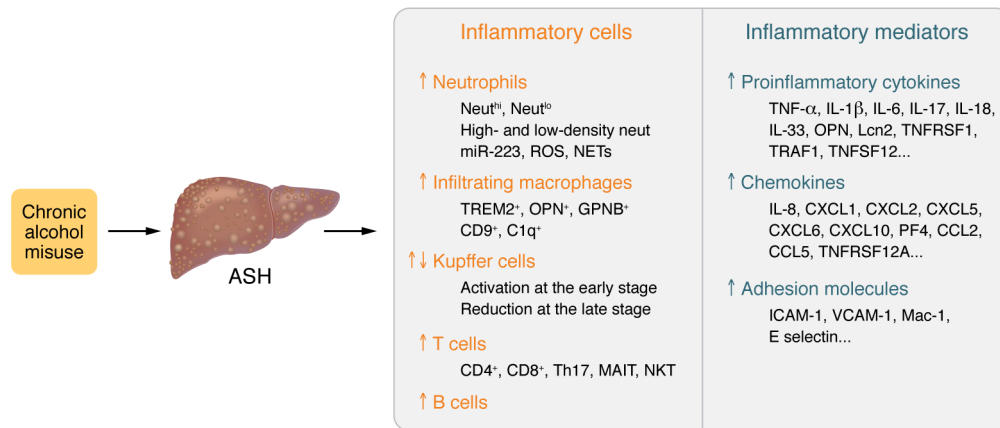 Chronic
alcohol
misuse
ASH
Inflammatory cells
↑ Neutrophils
Neutʰⁱ, Neutˡᵒ
High- and low-density neut
miR-223, ROS, NETs
↑ Infiltrating macrophages
TREM2⁺, OPN⁺, GPNB⁺
CD9⁺, C1q⁺
↑↓ Kupffer cells
Activation at the early stage
Reduction at the late stage
↑ T cells
CD4⁺, CD8⁺, Th17, MAIT, NKT
↑ B cells
Inflammatory mediators
↑ Proinflammatory cytokines
TNF-α, IL-1β, IL-6, IL-17, IL-18,
IL-33, OPN, Lcn2, TNFRSF1,
TRAF1, TNFSF12...
↑ Chemokines
IL-8, CXCL1, CXCL2, CXCL5,
CXCL6, CXCL10, PF4, CCL2,
CCL5, TNFRSF12A...
↑ Adhesion molecules
ICAM-1, VCAM-1, Mac-1,
E selectin...